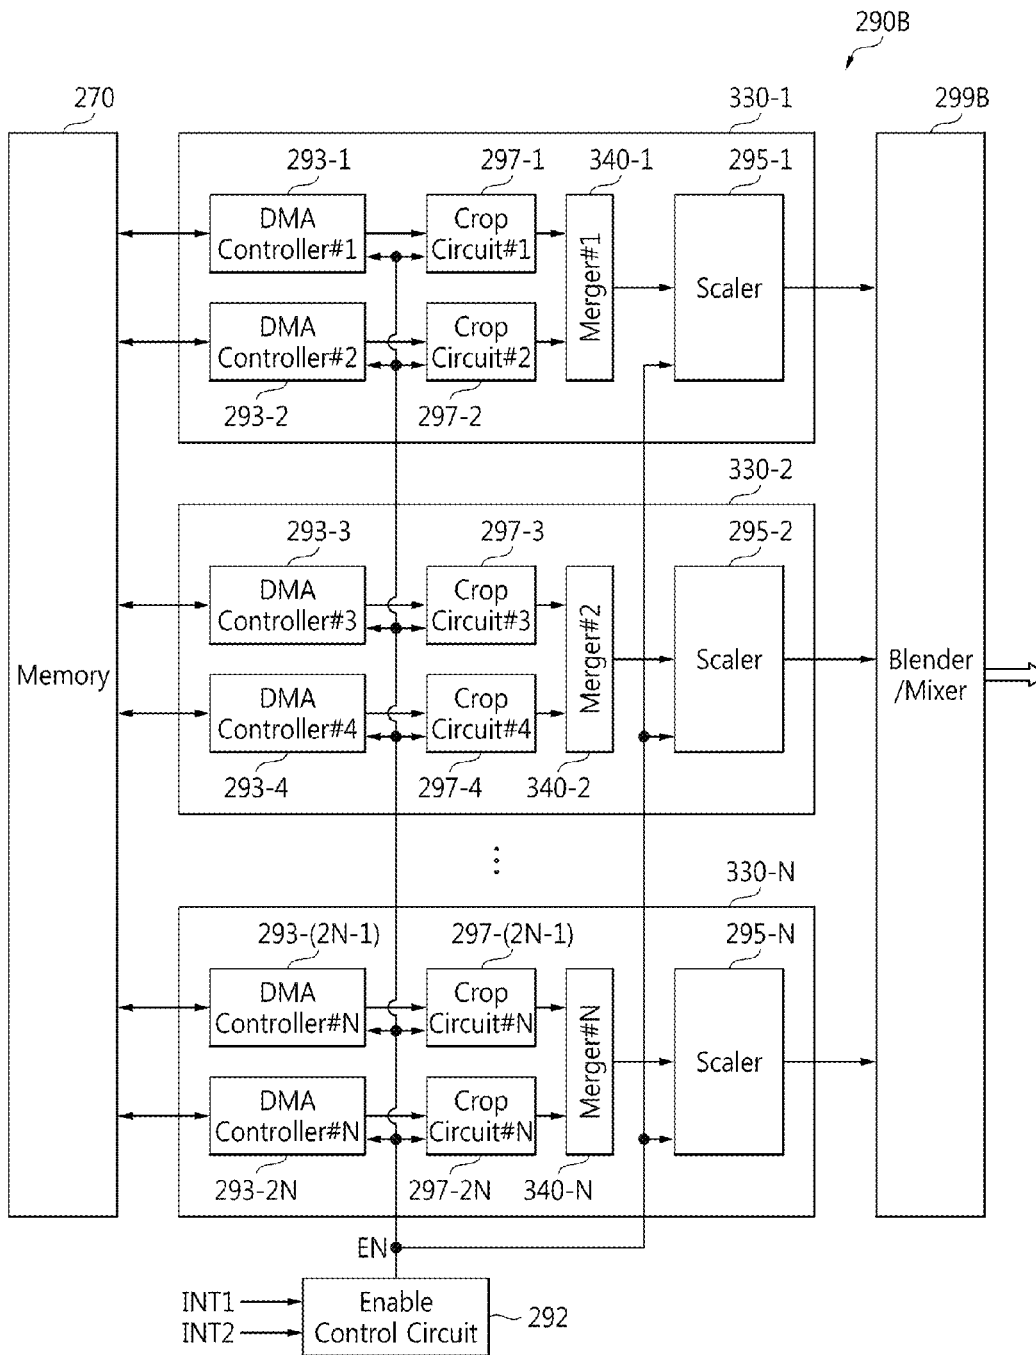 290B
270
330-1
299B
293-1
297-1
340-1
295-1
DMA
Controller#1
Crop
Circuit#1
Merger#1
Scaler
DMA
Controller#2
Crop
Circuit#2
293-2
297-2
330-2
293-3
297-3
295-2
DMA
Controller#3
Crop
Circuit#3
Merger#2
Scaler
Memory
Blender
/Mixer
DMA
Controller#4
Crop
Circuit#4
293-4
297-4
340-2
330-N
293-(2N-1)
297-(2N-1)
295-N
DMA
Controller#N
Crop
Circuit#N
Merger#N
Scaler
DMA
Controller#N
Crop
Circuit#N
293-2N
297-2N
340-N
EN
INT1
INT2
Enable
Control Circuit
292